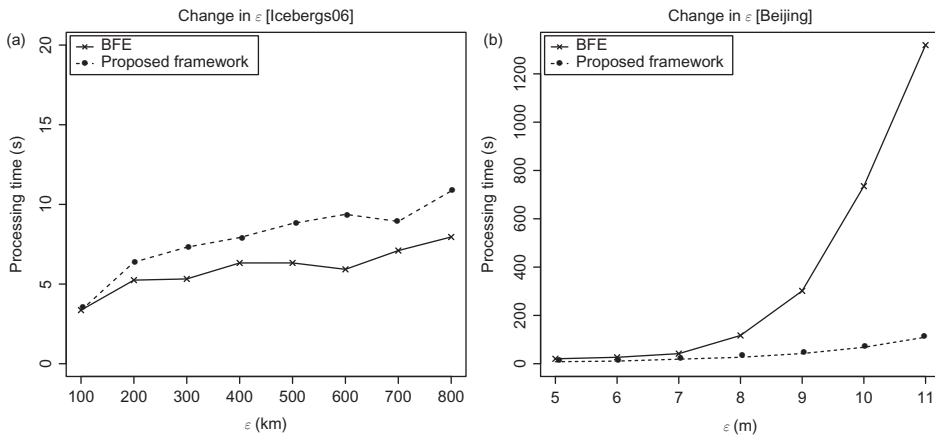 Change in ε [Icebergs06]
(a)
BFE
Proposed framework
Processing time (s)
20
15
10
5
0
100 200 300 400 500 600 700 800
ε (km)
Change in ε [Beijing]
(b)
BFE
Proposed framework
Processing time (s)
1200
1000
800
600
400
200
0
5 6 7 8 9 10 11
ε (m)